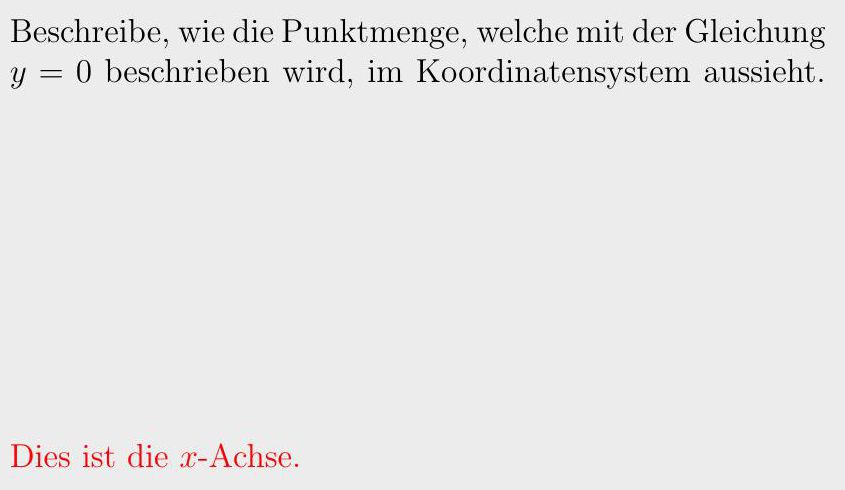 Beschreibe, wie die Punktmenge, welche mit der Gleichung
y = 0 beschrieben wird, im Koordinatensystem aussieht.
Dies ist die x-Achse.